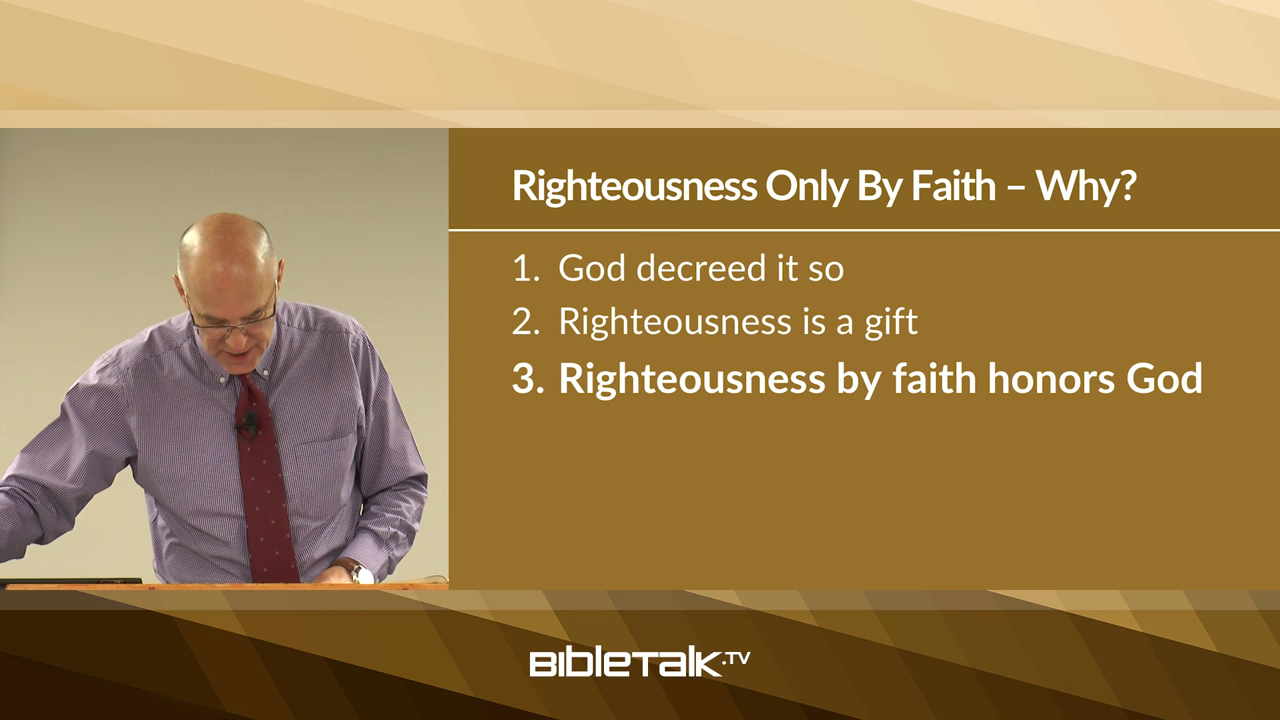 Righteousness Only By Faith – Why?
1. God decreed it so
2. Righteousness is a gift
3. Righteousness by faith honors God
BIBLETALK.TV